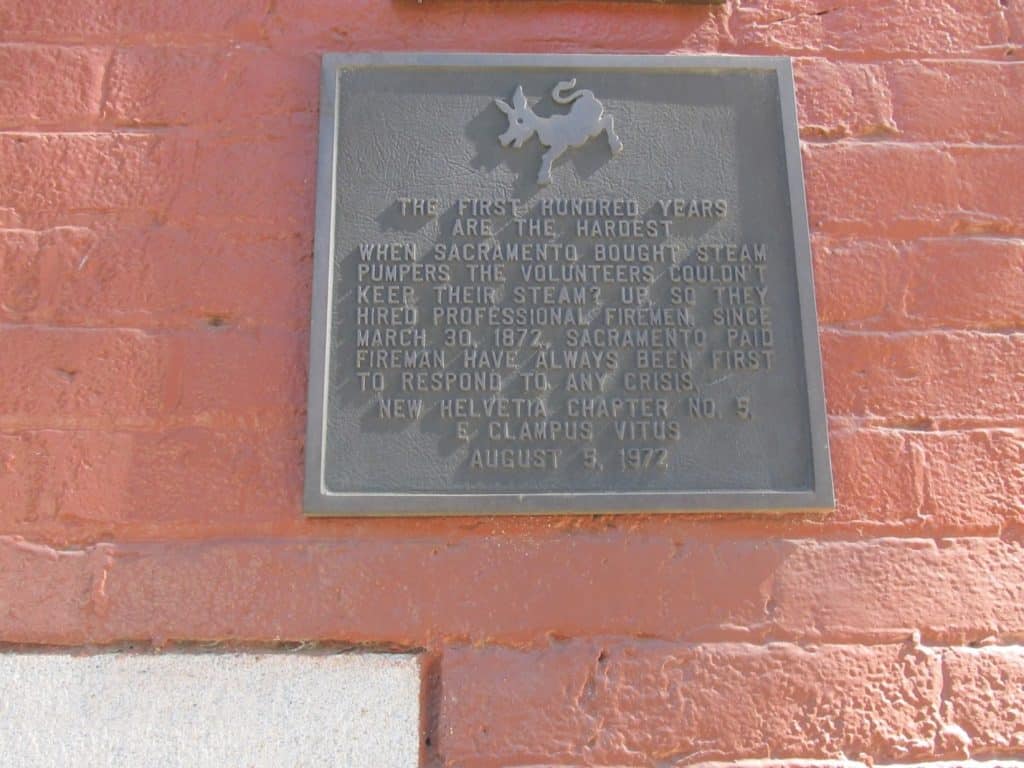 THE FIRST HUNDRED YEARS
ARE THE HARDEST
WHEN SACRAMENTO BOUGHT STEAM
PUMPERS THE VOLUNTEERS COULDN'T
KEEP THEIR STEAM? UP, SO THEY
HIRED PROFESSIONAL FIREMEN. SINCE
MARCH 30, 1872, SACRAMENTO PAID
FIREMAN HAVE ALWAYS BEEN FIRST
TO RESPOND TO ANY CRISIS.
NEW HELVETIA CHAPTER NO. 5,
E CLAMPUS VITUS
AUGUST 5, 1972